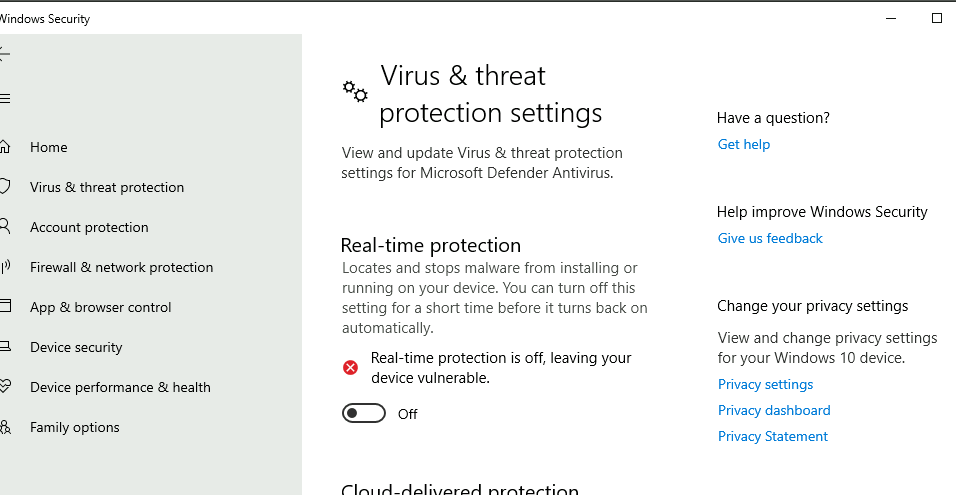 Windows Security
Home
Virus & threat protection
Account protection
Firewall & network protection
App & browser control
Device security
Device performance & health
Family options
Virus & threat
protection settings
View and update Virus & threat protection
settings for Microsoft Defender Antivirus.
Real-time protection
Locates and stops malware from installing or
running on your device. You can turn off this
setting for a short time before it turns back on
automatically.
Real-time protection is off, leaving your
device vulnerable.
Off
Cloud-delivered protection
Have a question?
Get help
Help improve Windows Security
Give us feedback
Change your privacy settings
View and change privacy settings
for your Windows 10 device.
Privacy settings
Privacy dashboard
Privacy Statement